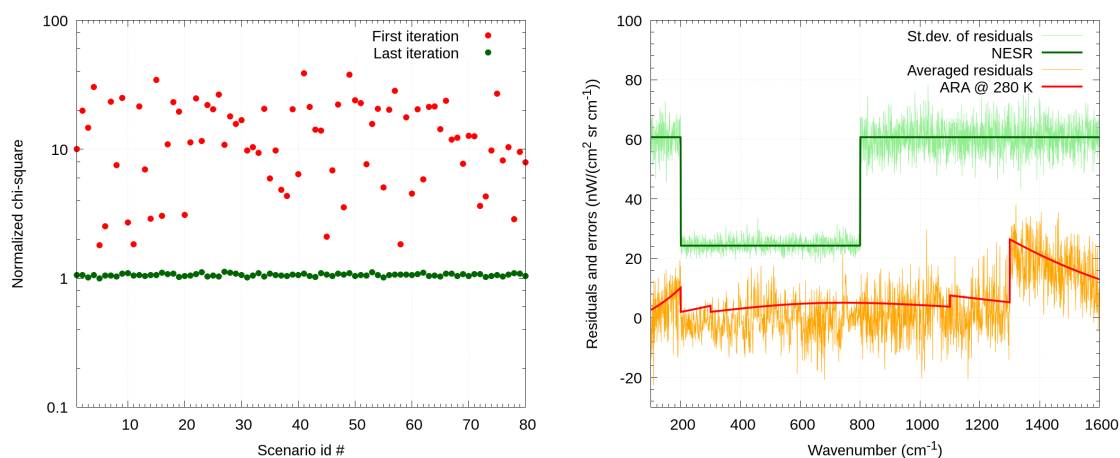 100
10
1
0.1
Normalized chi-square
First iteration
Last iteration
10 20 30 40 50 60 70 80
Scenario id #
100
80
60
40
20
0
-20
Residuals and errors (nW/(cm² sr cm⁻¹))
St.dev. of residuals
NESR
Averaged residuals
ARA @ 280 K
200 400 600 800 1000 1200 1400 1600
Wavenumber (cm⁻¹)